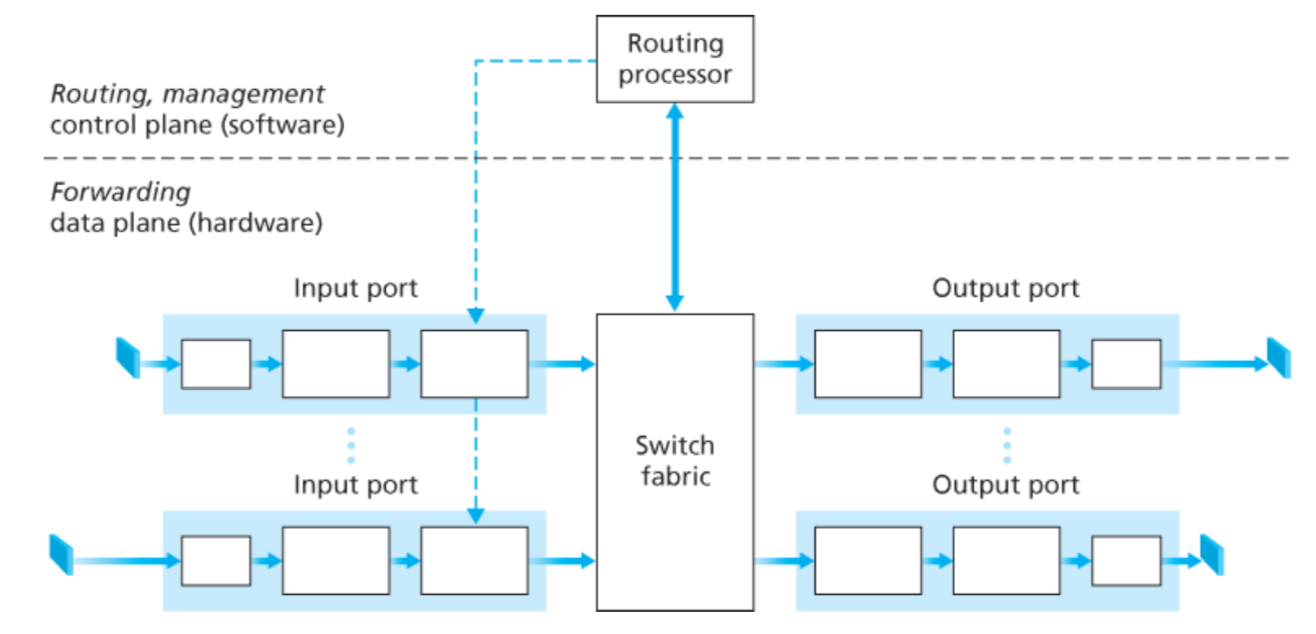 Routing
processor
Routing, management
control plane (software)
Forwarding
data plane (hardware)
Input port
Output port
Switch
fabric
Input port
Output port